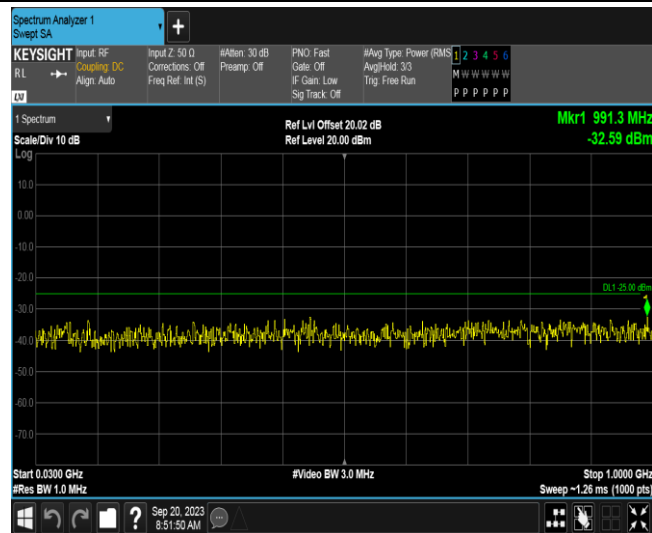 Spectrum Analyzer 1
Swept SA
+
KEYSIGHT
RL
LXI
Input: RF
Coupling: DC
Align: Auto
Input Z: 50 Ω
Corrections: Off
Freq Ref: Int (S)
#Atten: 30 dB
Preamp: Off
PNO: Fast
Gate: Off
IF Gain: Low
Sig Track: Off
#Avg Type: Power (RMS
Avg|Hold: 3/3
Trig: Free Run
1 2 3 4 5 6
M W W W W W
P P P P P P
1 Spectrum
Scale/Div 10 dB
Log
Ref Lvl Offset 20.02 dB
Ref Level 20.00 dBm
Mkr1 991.3 MHz
-32.59 dBm
10.0
0.00
-10.0
-20.0
DL1 -25.00 dBm
-30.0
1
-40.0
-50.0
-60.0
-70.0
Start 0.0300 GHz
#Res BW 1.0 MHz
#Video BW 3.0 MHz
Stop 1.0000 GHz
Sweep ~1.26 ms (1000 pts)
?
Sep 20, 2023
8:51:50 AM